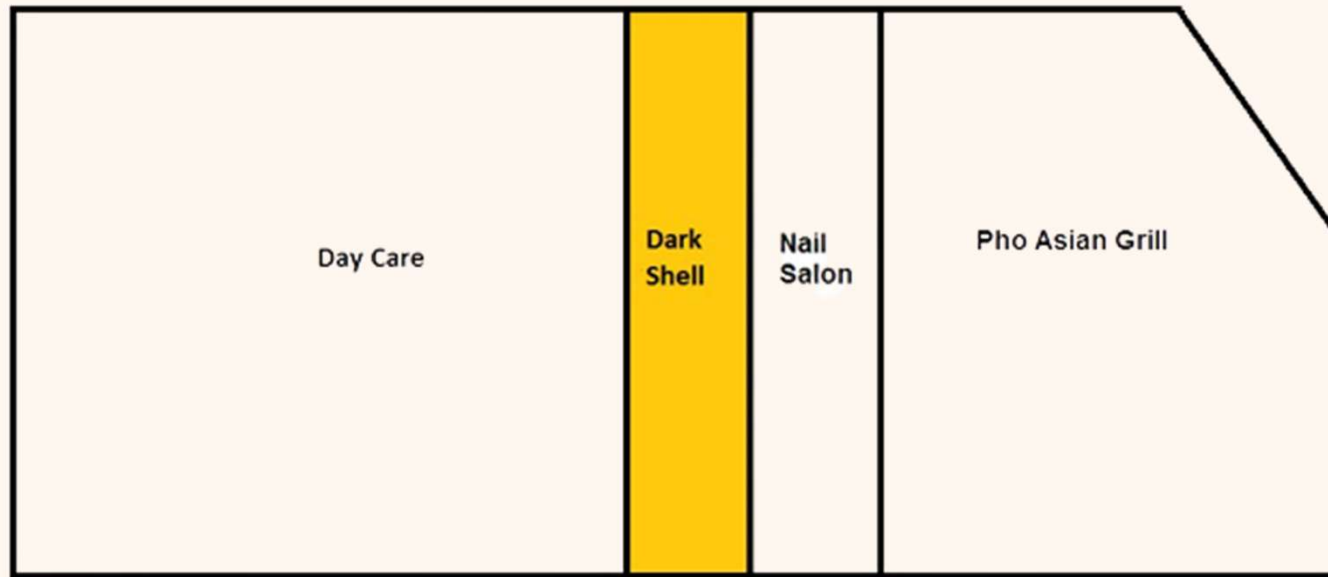 Day Care
Dark
Shell
Nail
Salon
Pho Asian Grill